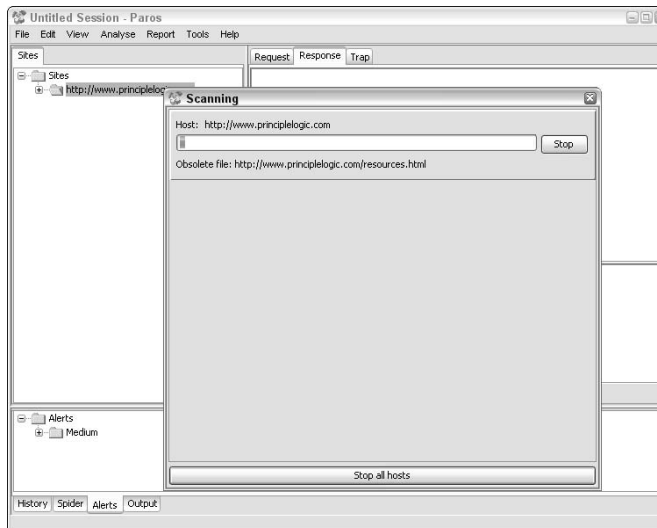 Untitled Session - Paros
File Edit View Analyse Report Tools Help
Sites
Request Response Trap
Sites
http://www.principlelogic
Scanning
Host: http://www.principlelogic.com
Stop
Obsolete file: http://www.principlelogic.com/resources.html
Alerts
Medium
Stop all hosts
History Spider Alerts Output